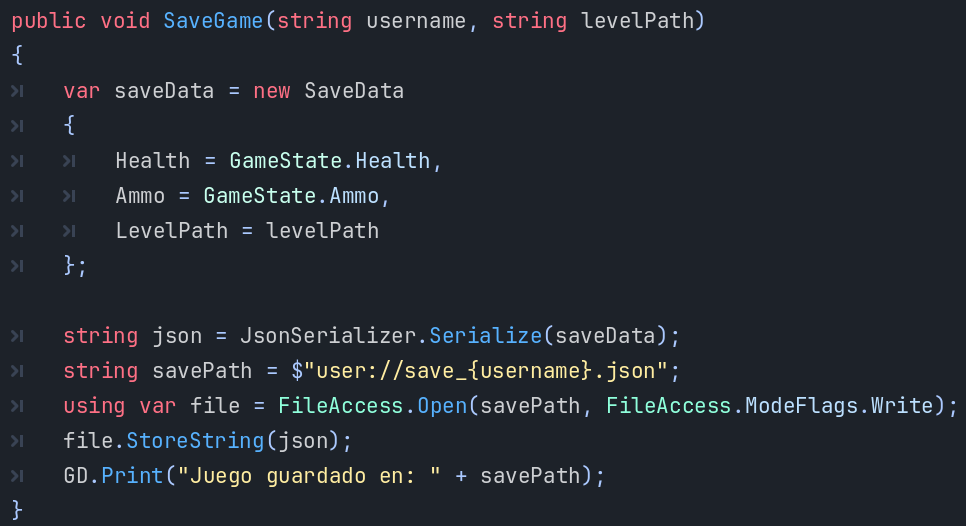 public void SaveGame(string username, string levelPath)
{
    var saveData = new SaveData
    {
        Health = GameState.Health,
        Ammo = GameState.Ammo,
        LevelPath = levelPath
    };

    string json = JsonSerializer.Serialize(saveData);
    string savePath = $"user://save_{username}.json";
    using var file = FileAccess.Open(savePath, FileAccess.ModeFlags.Write);
    file.StoreString(json);
    GD.Print("Juego guardado en: " + savePath);
}